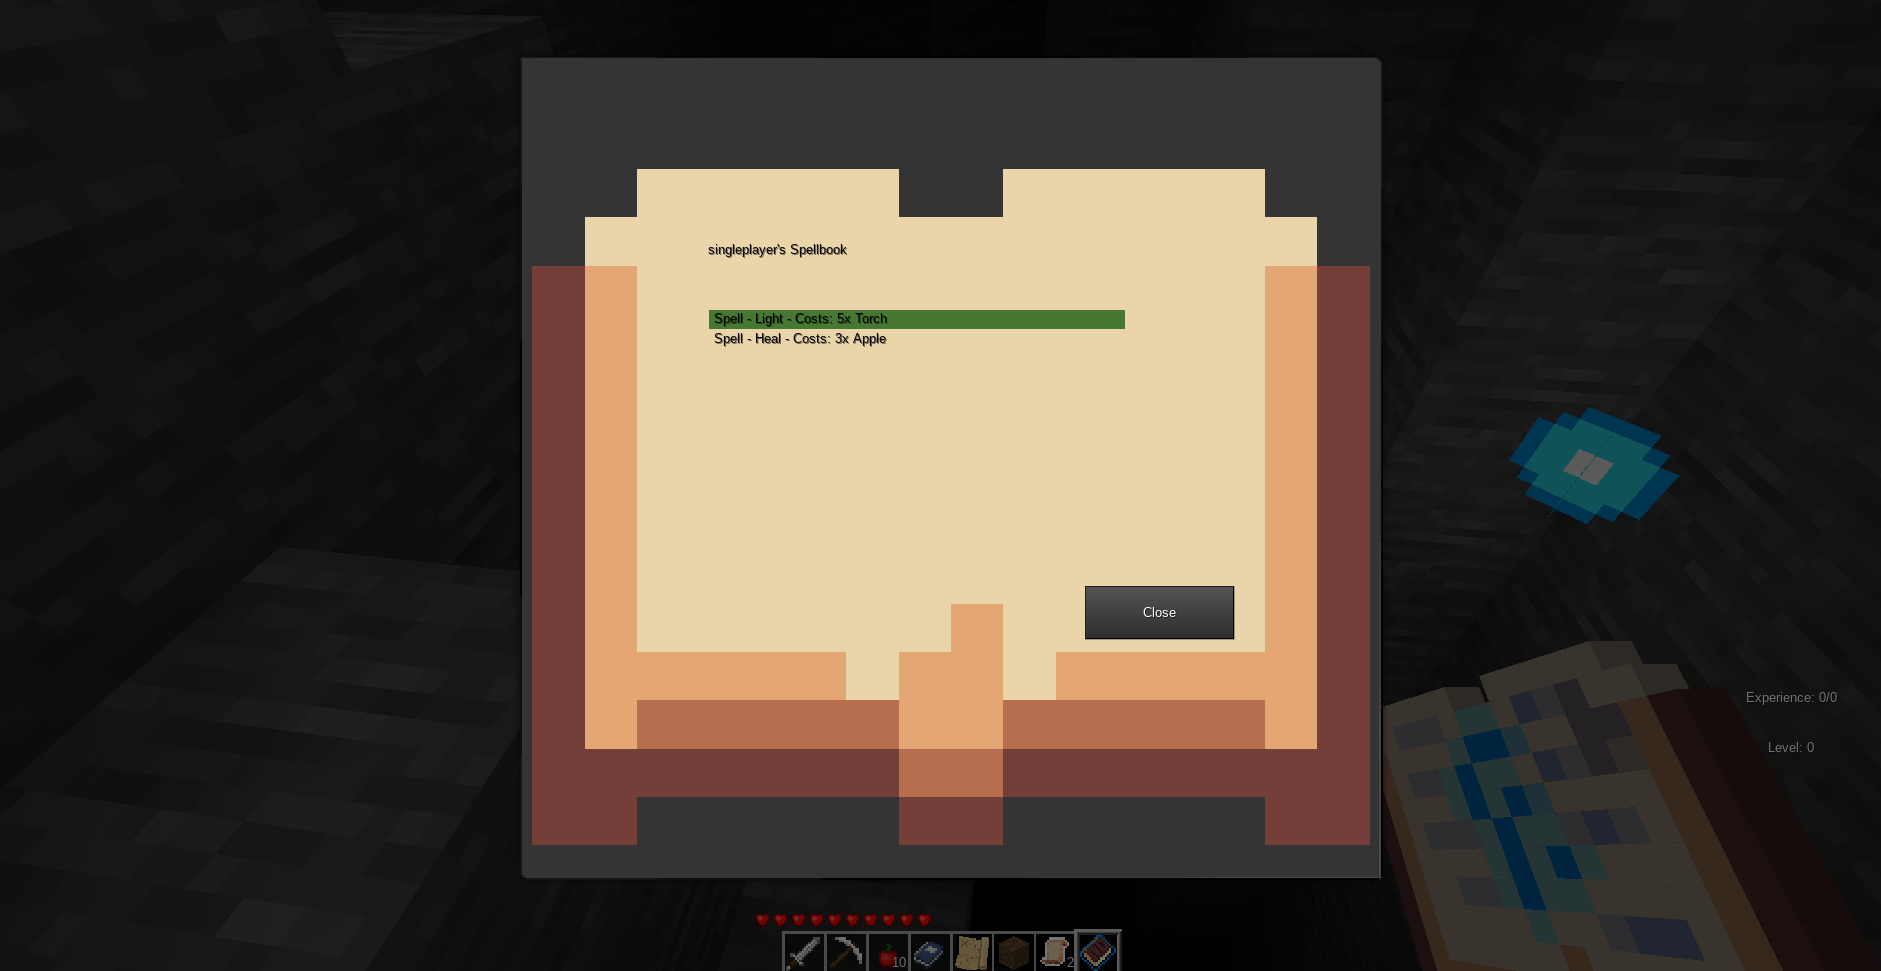 singleplayer's Spellbook
Spell - Light - Costs: 5x Torch
Spell - Heal - Costs: 3x Apple
Close
Experience: 0/0
Level: 0
10
2